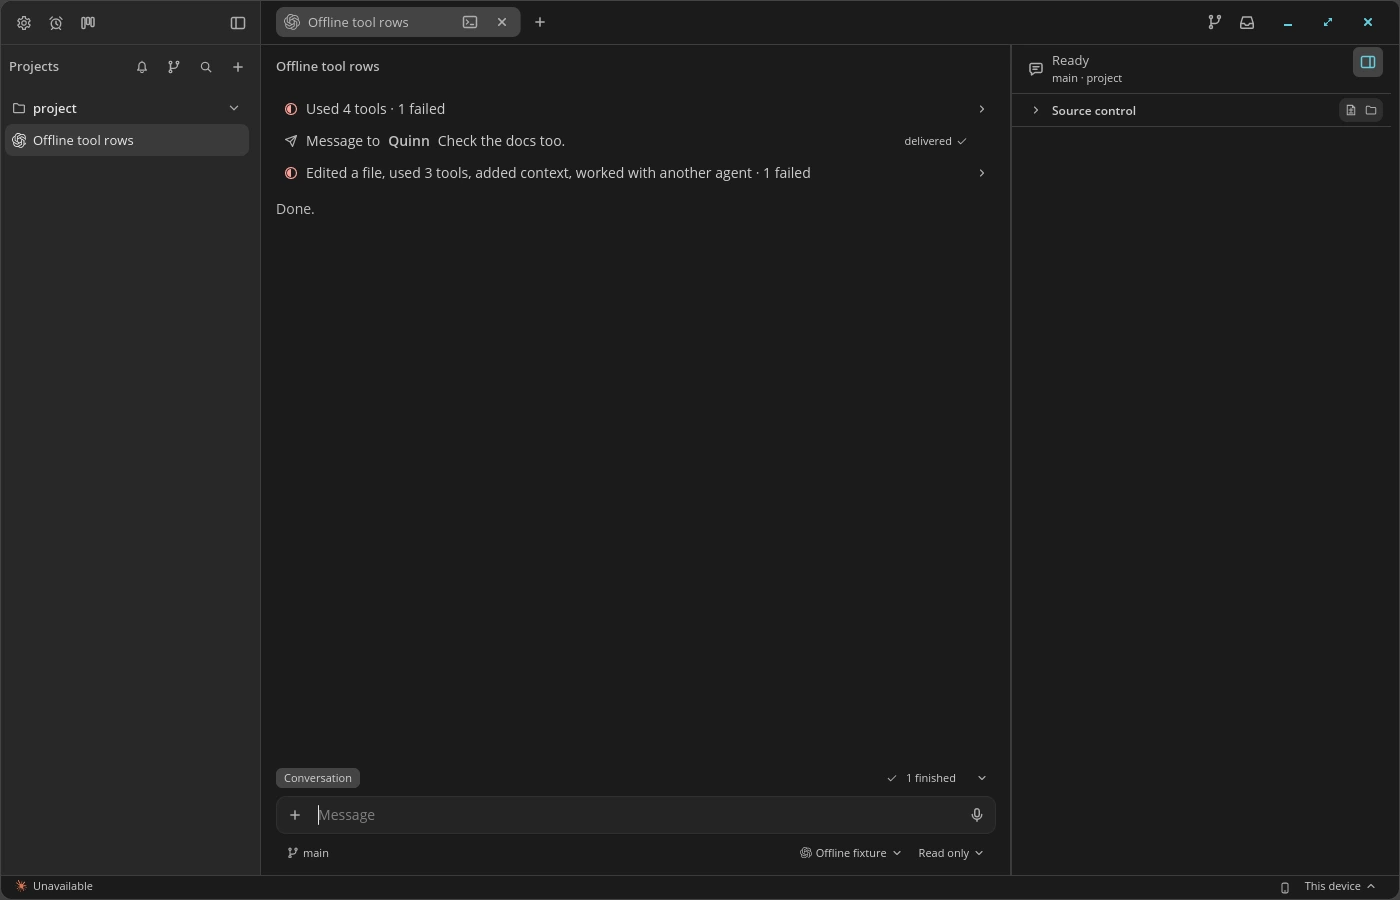 Offline tool rows
Projects
project
Offline tool rows
Offline tool rows
Used 4 tools · 1 failed
Message to Quinn Check the docs too.
delivered
Edited a file, used 3 tools, added context, worked with another agent · 1 failed
Done.
Conversation
1 finished
Message
main
Offline fixture
Read only
Ready
main · project
Source control
Unavailable
This device